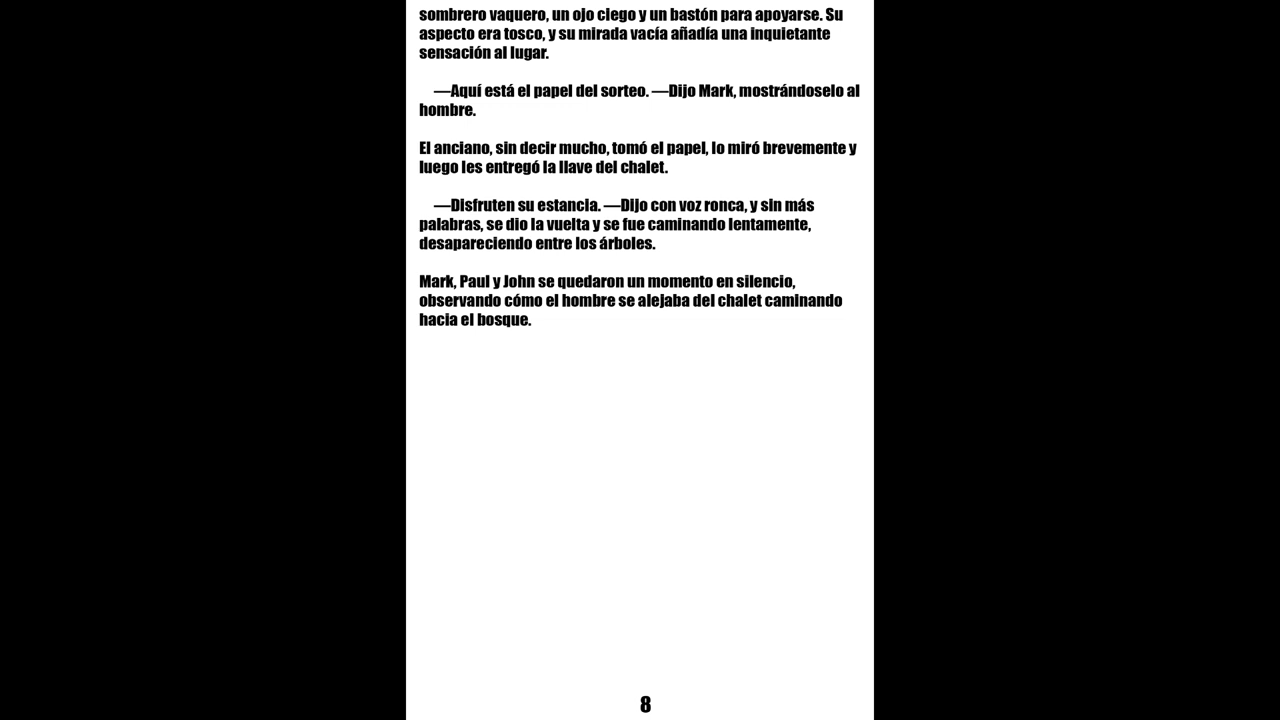 sombrero vaquero, un ojo ciego y un bastón para apoyarse. Su
aspecto era tosco, y su mirada vacía añadía una inquietante
sensación al lugar.
—Aquí está el papel del sorteo. —Dijo Mark, mostrándoselo al
hombre.
El anciano, sin decir mucho, tomó el papel, lo miró brevemente y
luego les entregó la llave del chalet.
—Disfruten su estancia. —Dijo con voz ronca, y sin más
palabras, se dio la vuelta y se fue caminando lentamente,
desapareciendo entre los árboles.
Mark, Paul y John se quedaron un momento en silencio,
observando cómo el hombre se alejaba del chalet caminando
hacia el bosque.
8